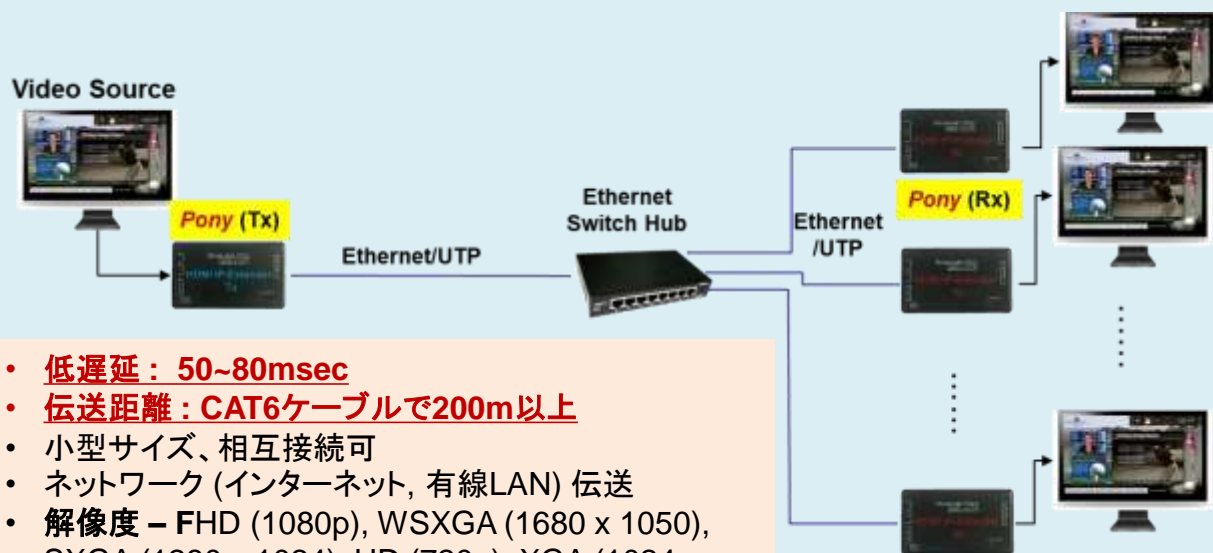 Video Source
Pony (Tx)
Ethernet/UTP
Ethernet
Switch Hub
Ethernet
/UTP
Pony (Rx)
• 低遅延 : 50~80msec
• 伝送距離 : CAT6ケーブルで200m以上
• 小型サイズ、相互接続可
• ネットワーク (インターネット, 有線LAN) 伝送
• 解像度 – FHD (1080p), WSXGA (1680 x 1050),